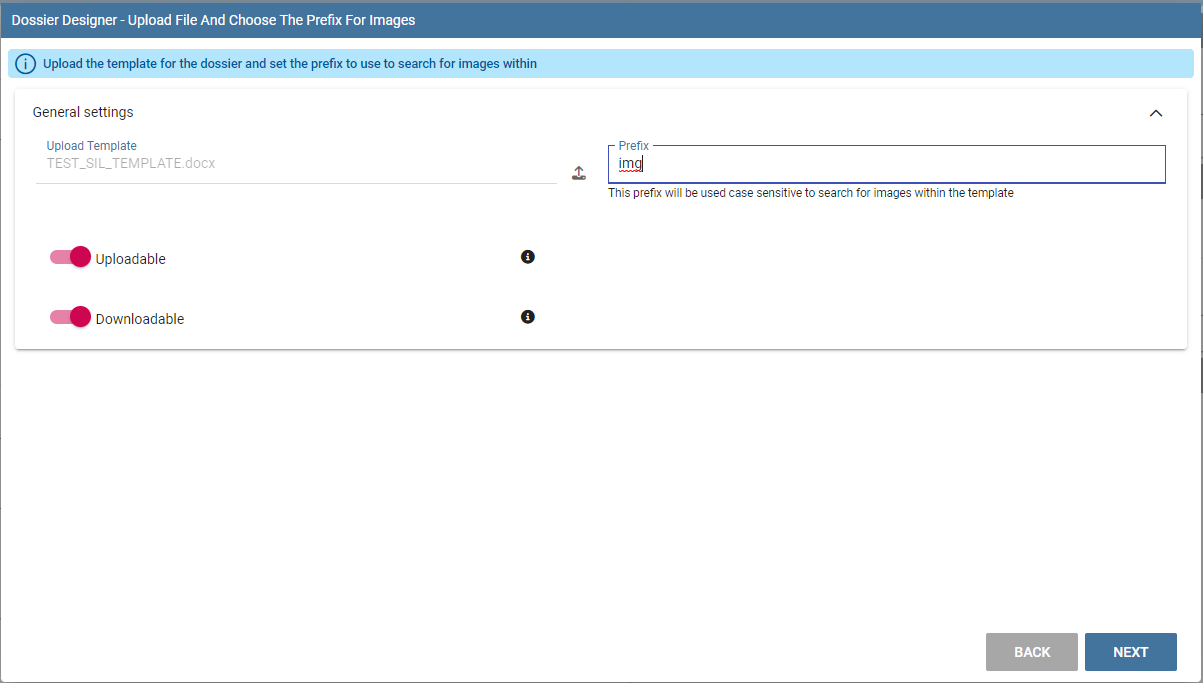 Dossier Designer - Upload File And Choose The Prefix For Images
Upload the template for the dossier and set the prefix to use to search for images within
General settings
Upload Template
TEST_SIL_TEMPLATE.docx
Prefix
img
This prefix will be used case sensitive to search for images within the template
Uploadable
Downloadable
BACK NEXT